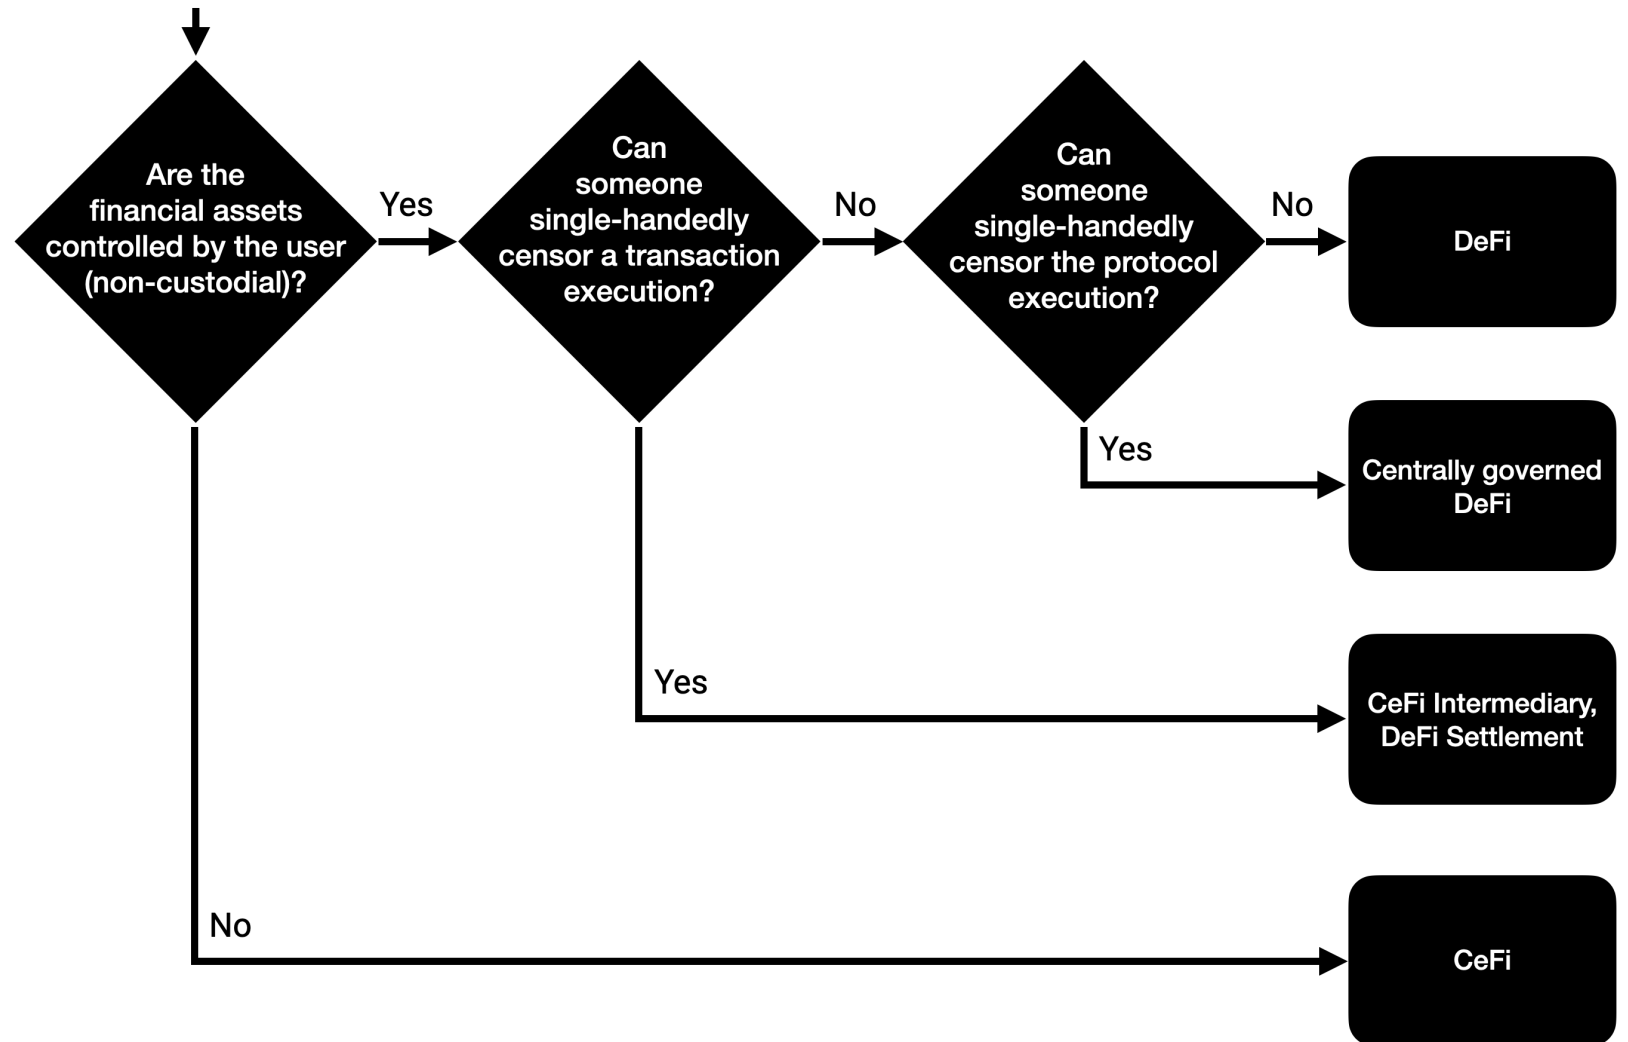 Are the
financial assets
controlled by the user
(non-custodial)?
Yes
Can
someone
single-handedly
censor a transaction
execution?
No
Can
someone
single-handedly
censor the protocol
execution?
No
DeFi
Yes
Centrally governed
DeFi
Yes
CeFi Intermediary,
DeFi Settlement
No
CeFi